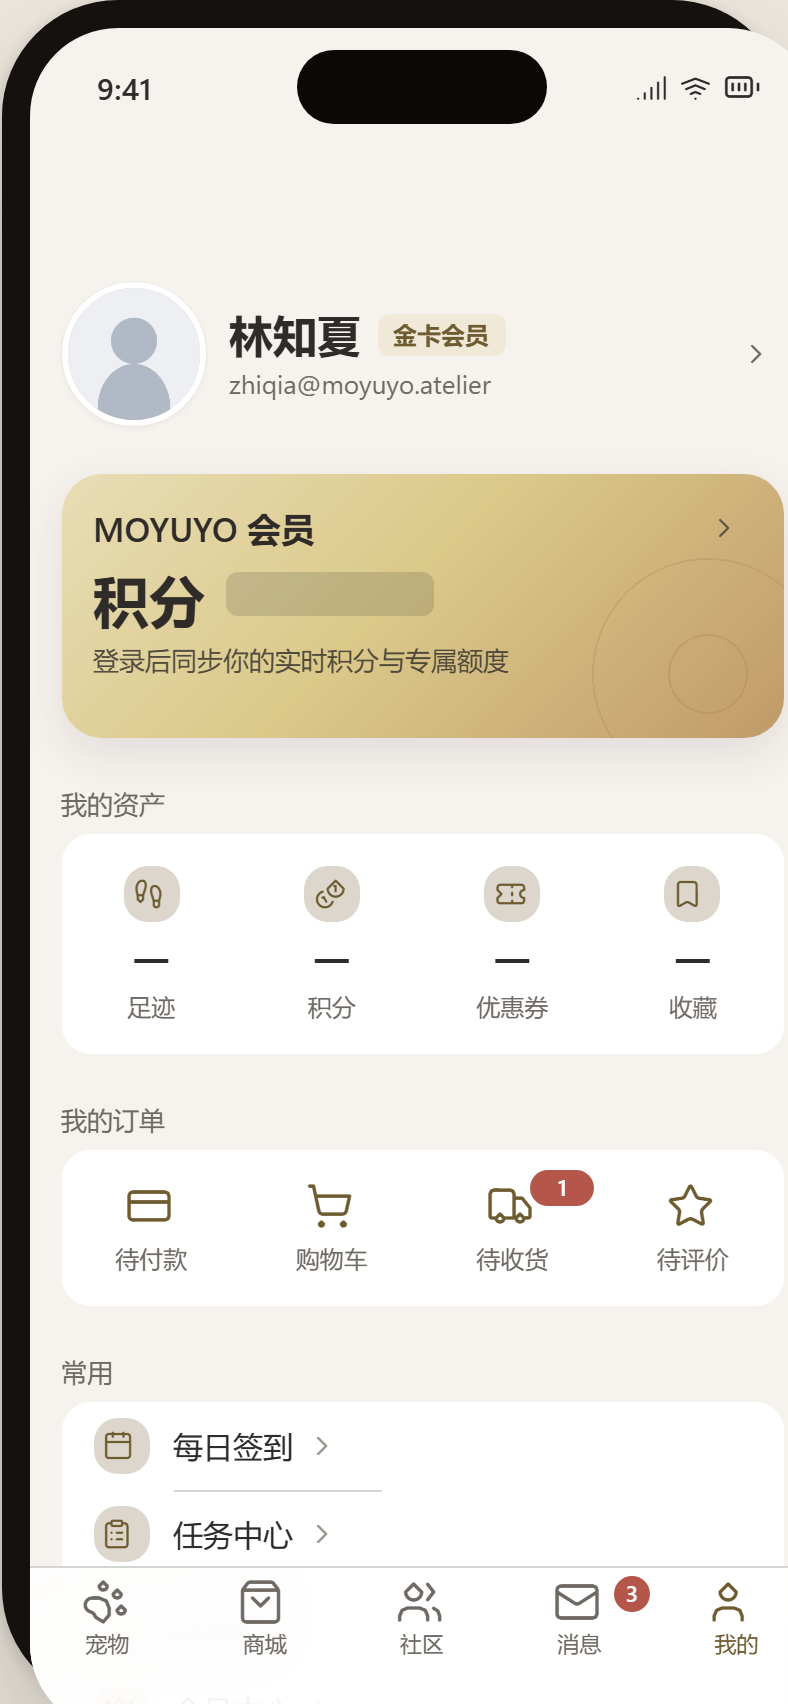 9:41
林知夏 金卡会员
zhiqia@moyuyo.atelier
MOYUYO 会员
积分
登录后同步你的实时积分与专属额度
我的资产
— — — —
足迹 积分 优惠券 收藏
我的订单
1
待付款 购物车 待收货 待评价
常用
每日签到
任务中心
3
宠物 商城 社区 消息 我的